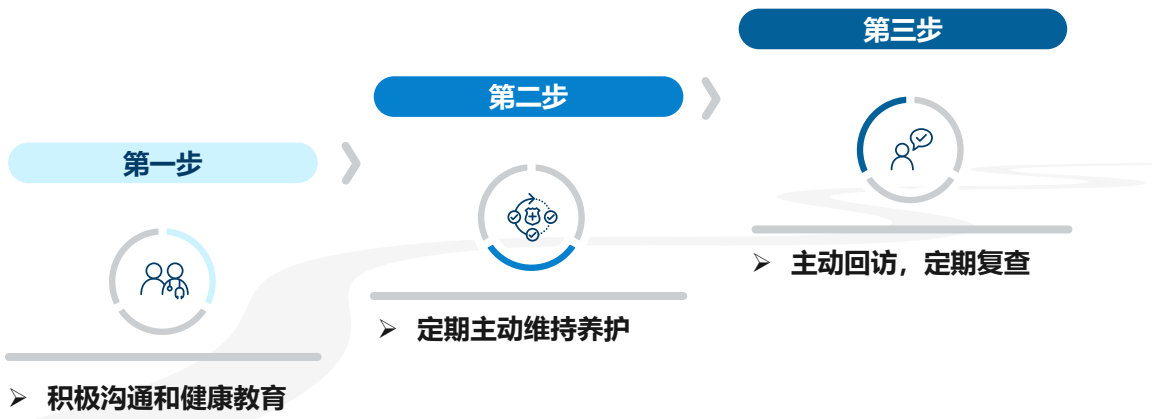 第一步
➢ 积极沟通和健康教育
第二步
➢ 定期主动维持养护
第三步
➢ 主动回访，定期复查